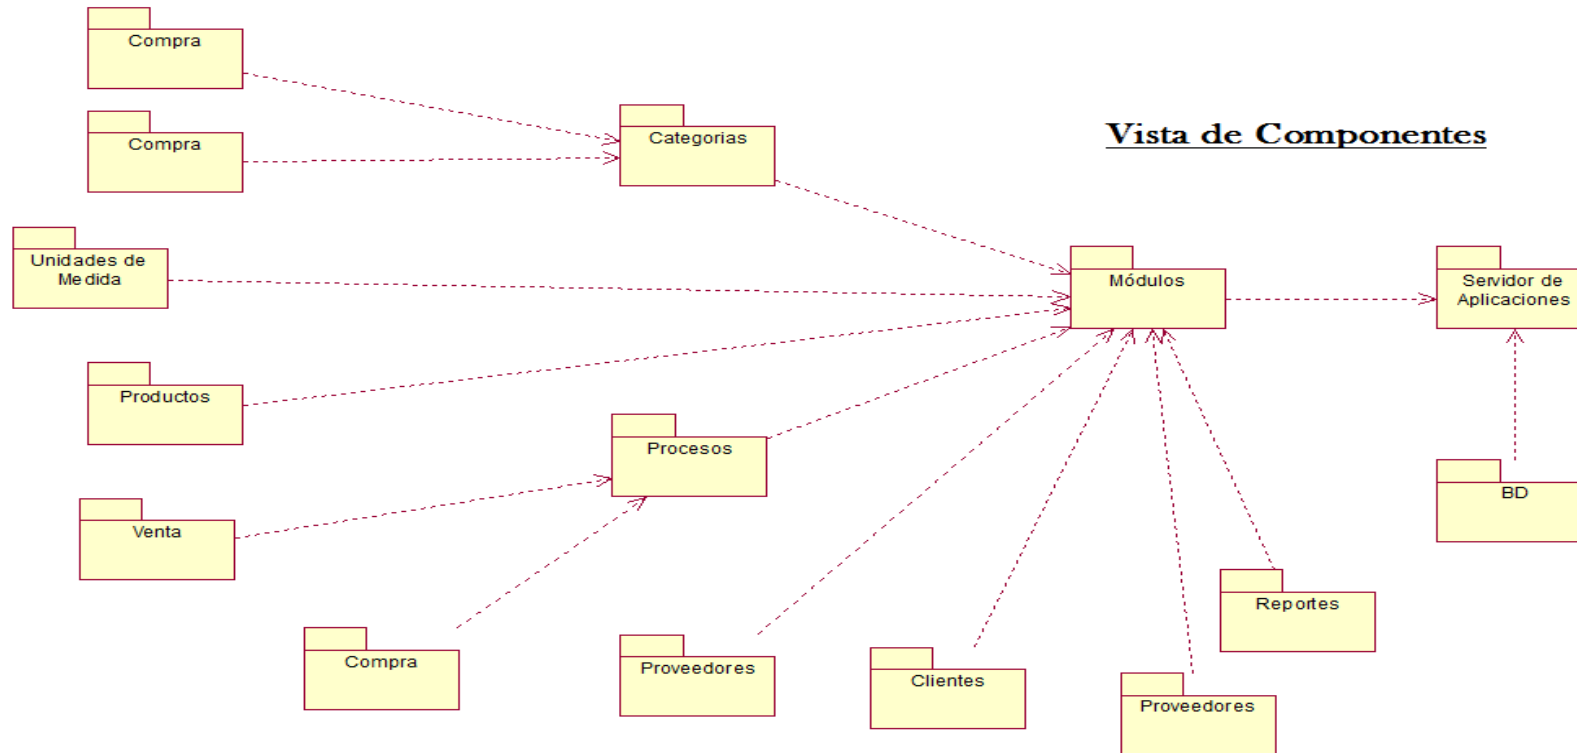 Compra
Compra
Categorias
Vista de Componentes
Unidades de
Medida
Módulos
Servidor de
Aplicaciones
Productos
Procesos
Venta
BD
Reportes
Compra
Proveedores
Clientes
Proveedores